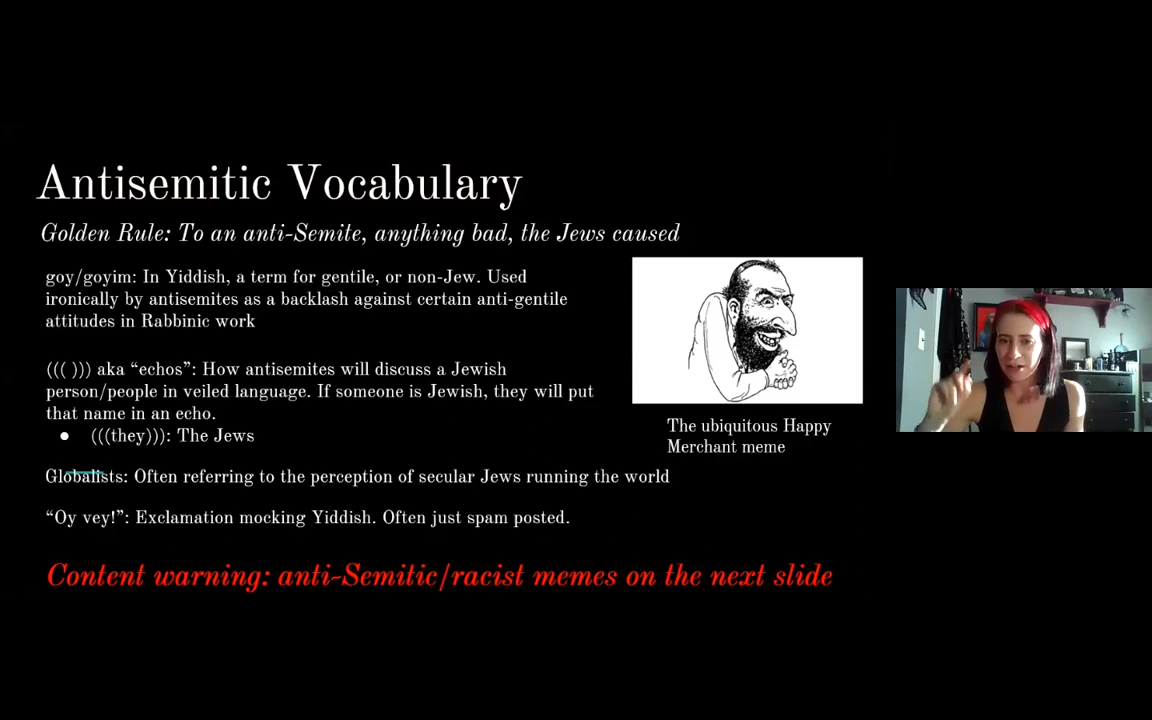 Antisemitic Vocabulary
Golden Rule: To an anti-Semite, anything bad, the Jews caused
goy/goyim: In Yiddish, a term for gentile, or non-Jew. Used
ironically by antisemites as a backlash against certain anti-gentile
attitudes in Rabbinic work
((( ))) aka “echos”: How antisemites will discuss a Jewish
person/people in veiled language. If someone is Jewish, they will put
that name in an echo.
● (((they))): The Jews
The ubiquitous Happy
Merchant meme
Globalists: Often referring to the perception of secular Jews running the world
“Oy vey!”: Exclamation mocking Yiddish. Often just spam posted.
Content warning: anti-Semitic/racist memes on the next slide